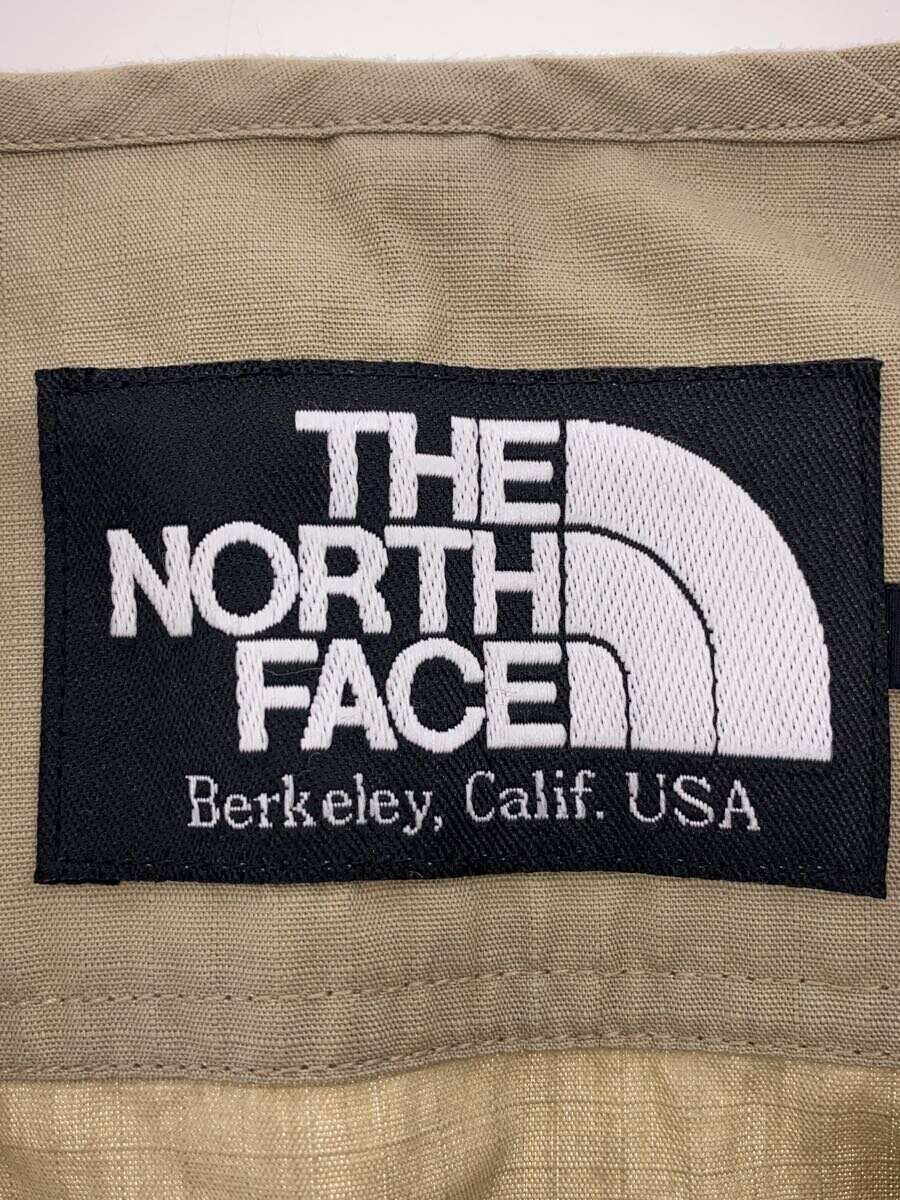 THE
NORTH
FACE
Berkeley, Calif. USA